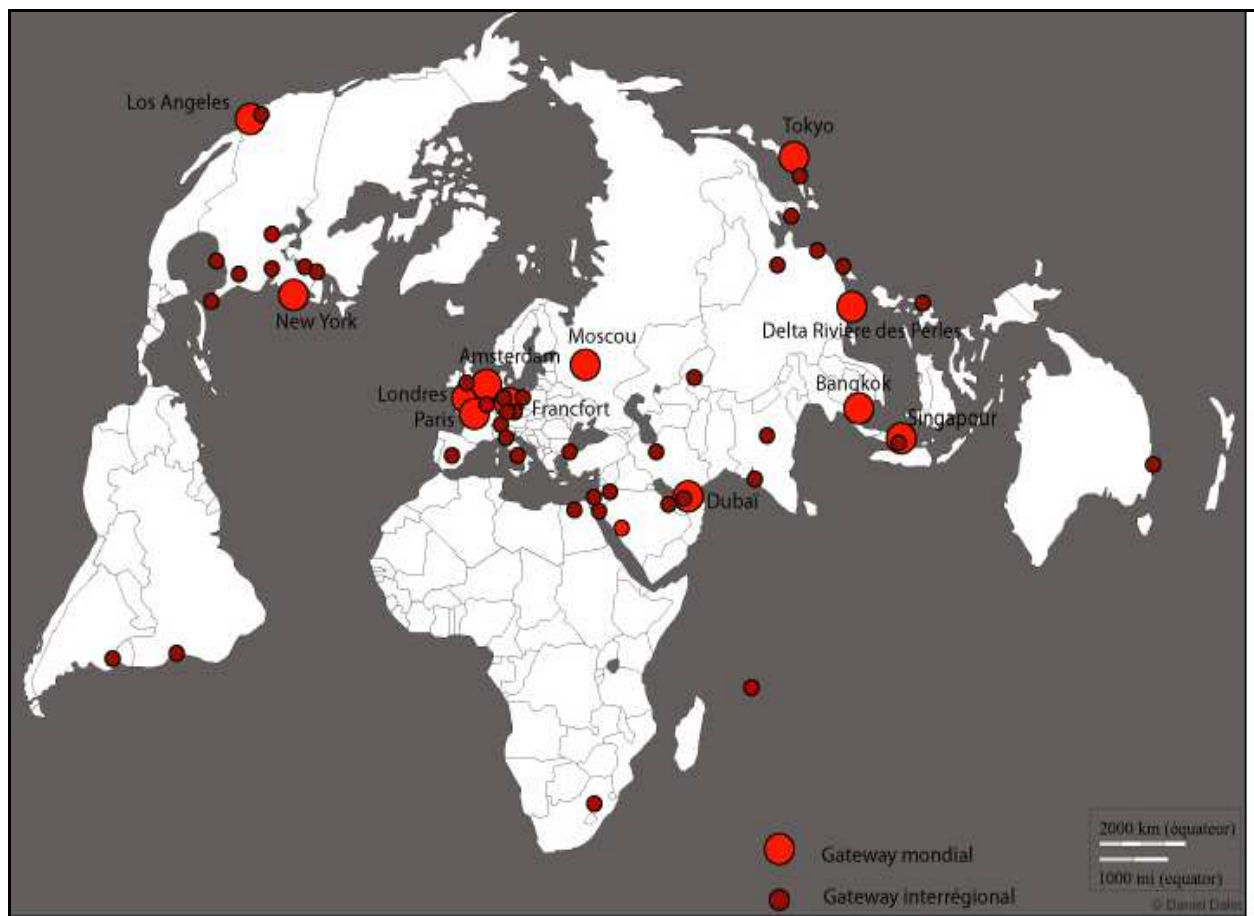 Los Angeles
Tokyo
New York
Delta Rivière des Perles
Moscou
Amsterdam
Bangkok
Londres
Francfort
Paris
Singapour
Dubaï
2000 km (équateur)
1000 mi (equator)
Gateway mondial
Gateway interrégional
© Daniel Dalet